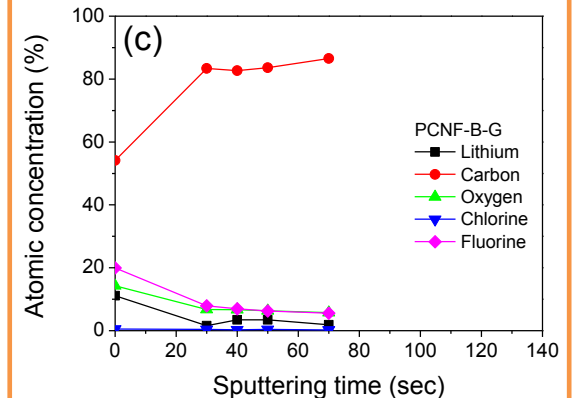 (c)
100
80
60
40
20
0
Atomic concentration (%)
PCNF-B-G
Lithium
Carbon
Oxygen
Chlorine
Fluorine
0 20 40 60 80 100 120 140
Sputtering time (sec)